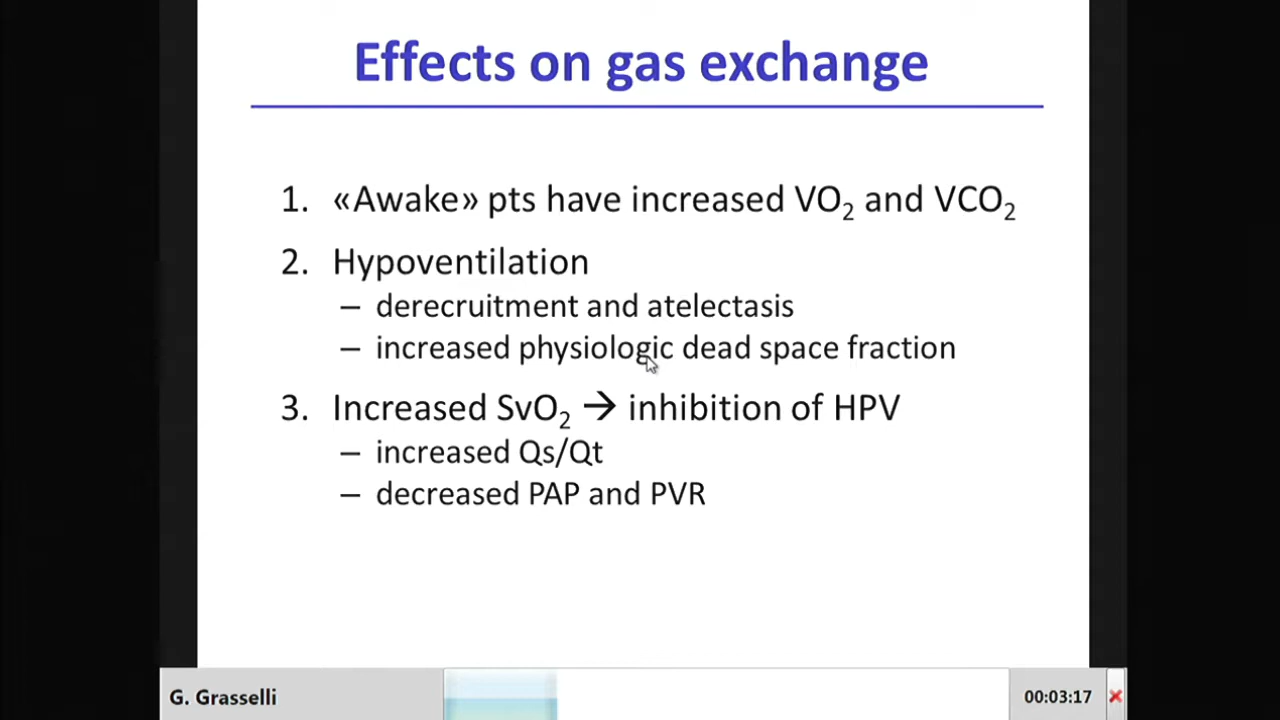 Effects on gas exchange
1. «Awake» pts have increased VO₂ and VCO₂
2. Hypoventilation
– derecruitment and atelectasis
– increased physiologic dead space fraction
3. Increased SvO₂ → inhibition of HPV
– increased Qs/Qt
– decreased PAP and PVR
G. Grasselli
00:03:17